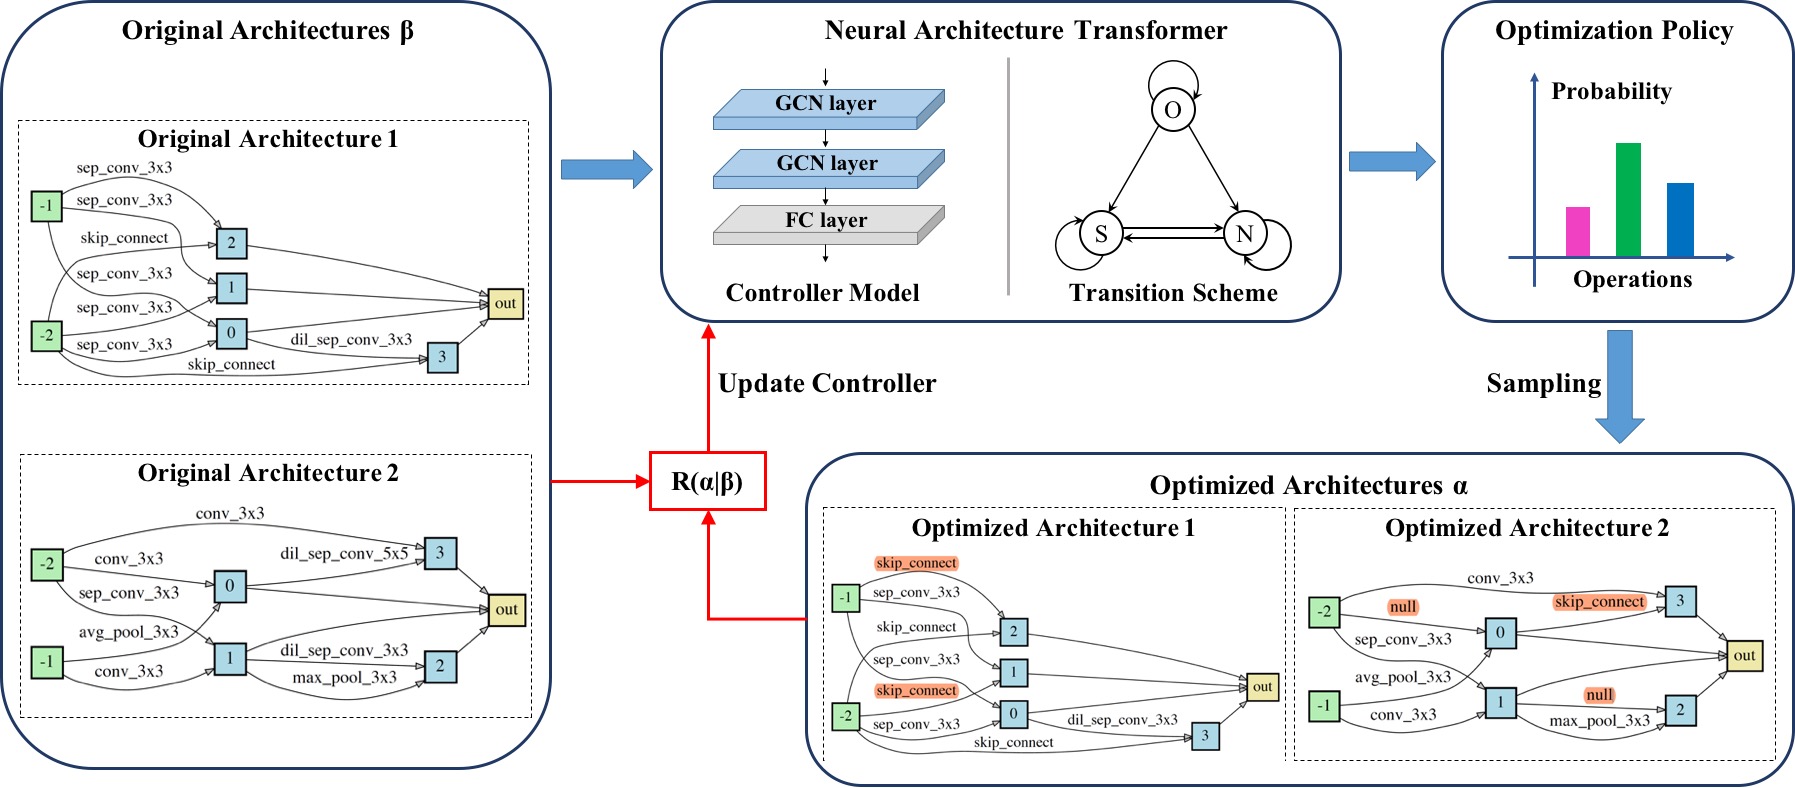 Original Architectures β
Original Architecture 1
sep_conv_3x3
-1
sep_conv_3x3
skip_connect
2
sep_conv_3x3
1
sep_conv_3x3
out
-2
sep_conv_3x3
0
dil_sep_conv_3x3
3
skip_connect
Original Architecture 2
conv_3x3
-2
conv_3x3
dil_sep_conv_5x5
3
sep_conv_3x3
0
out
avg_pool_3x3
-1
conv_3x3
1
dil_sep_conv_3x3
2
max_pool_3x3
Neural Architecture Transformer
GCN layer
GCN layer
FC layer
Controller Model
O
S
N
Transition Scheme
Optimization Policy
Probability
Operations
Update Controller
Sampling
R(α|β)
Optimized Architectures α
Optimized Architecture 1
skip_connect
-1
sep_conv_3x3
skip_connect
2
sep_conv_3x3
1
skip_connect
out
-2
sep_conv_3x3
0
dil_sep_conv_3x3
3
skip_connect
Optimized Architecture 2
conv_3x3
-2
null
skip_connect
3
sep_conv_3x3
0
out
avg_pool_3x3
-1
conv_3x3
1
null
2
max_pool_3x3